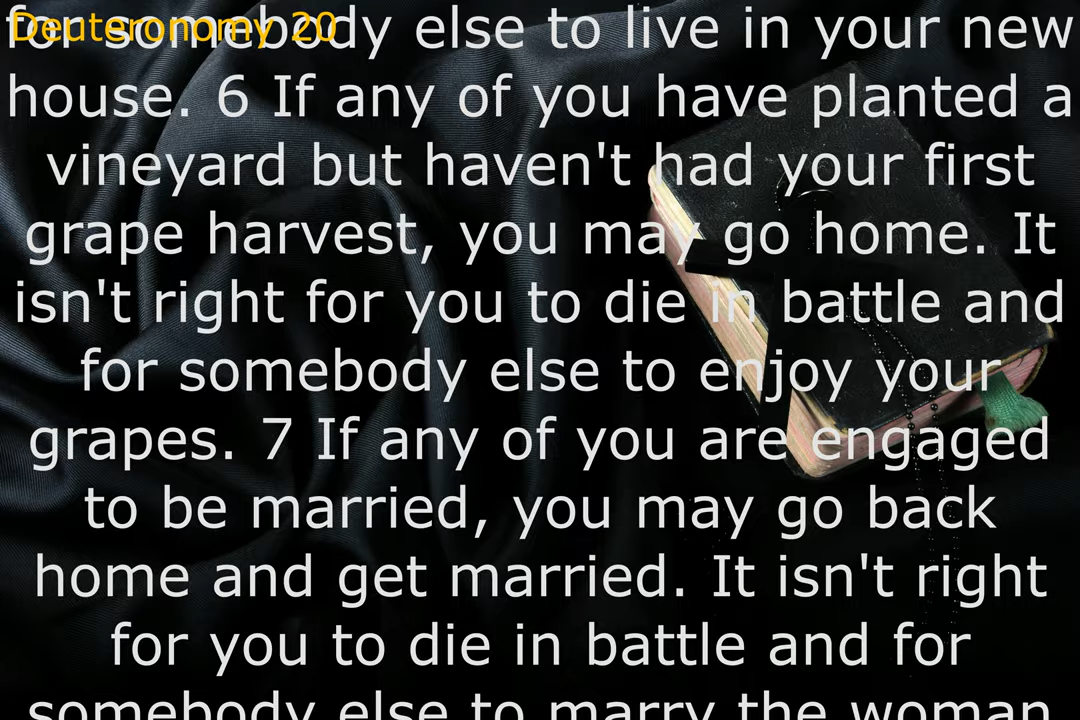 Deuteronomy 20
for somebody else to live in your new
house. 6 If any of you have planted a
vineyard but haven't had your first
grape harvest, you may go home. It
isn't right for you to die in battle and
for somebody else to enjoy your
grapes. 7 If any of you are engaged
to be married, you may go back
home and get married. It isn't right
for you to die in battle and for
somebody else to marry the woman